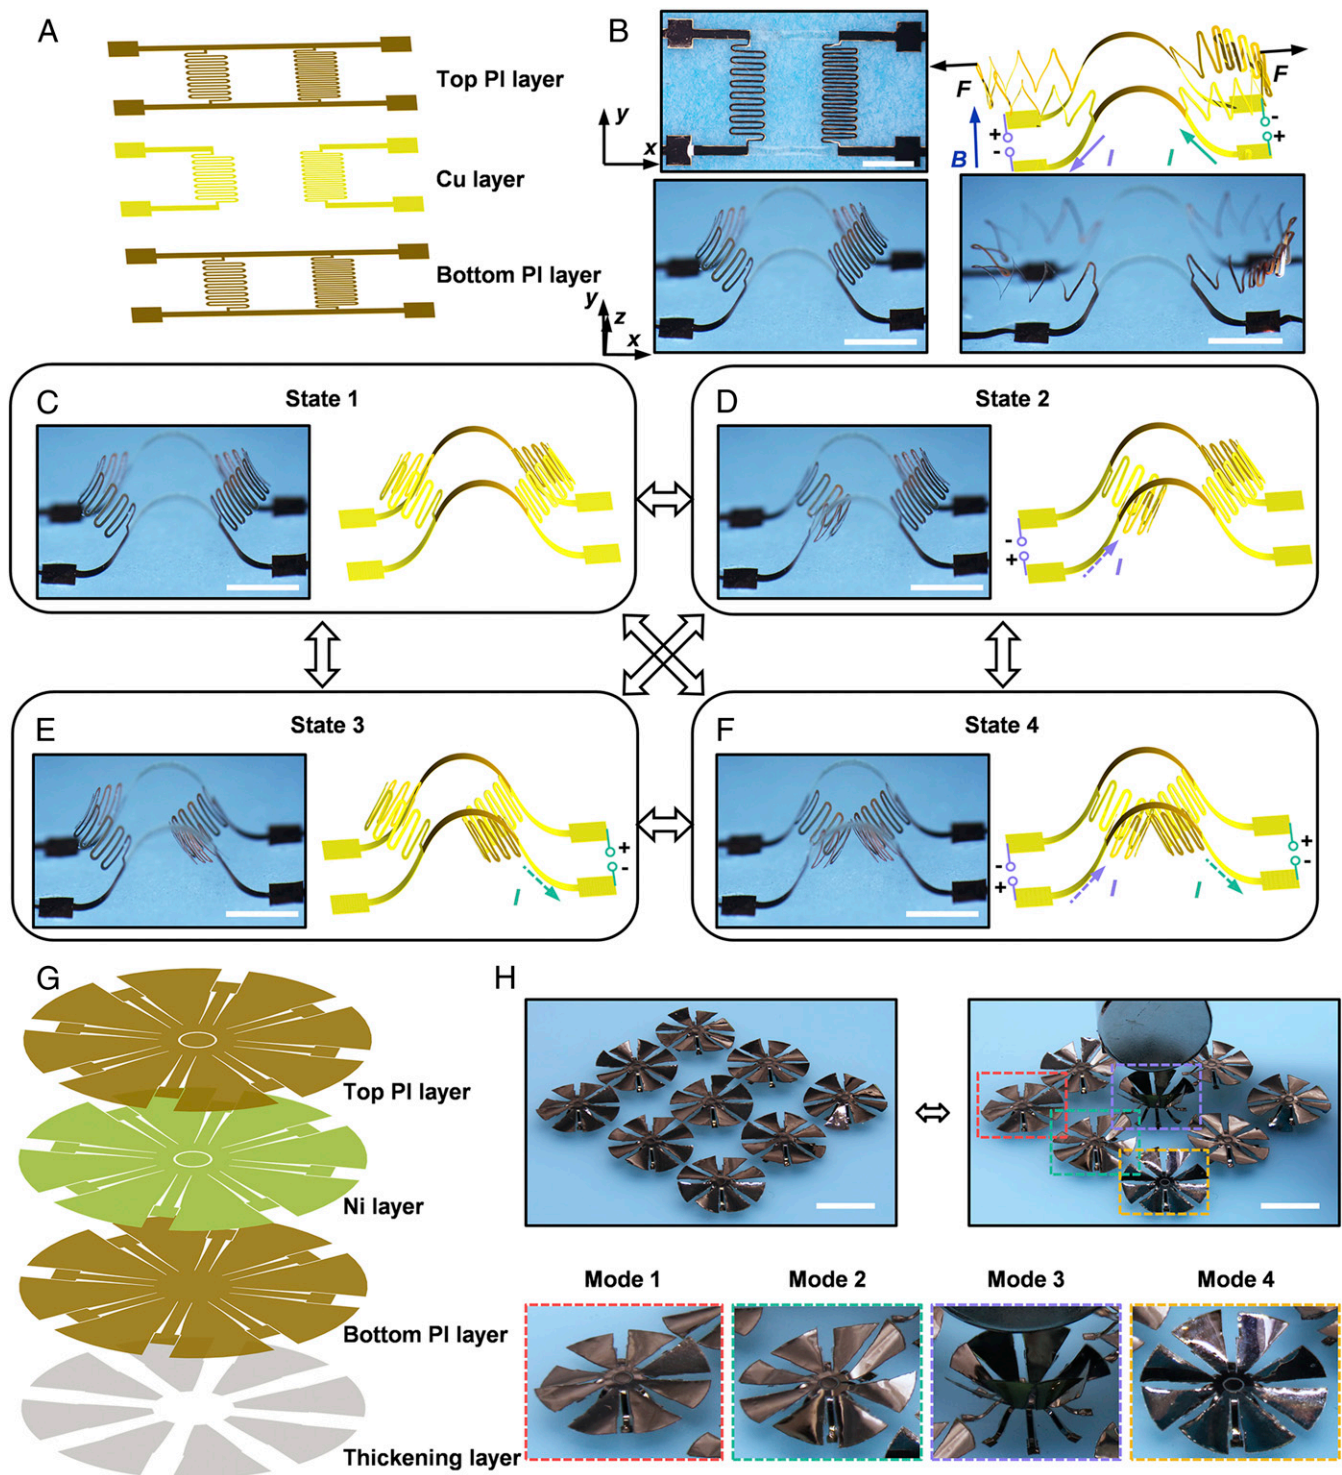 A
Top PI layer
Cu layer
Bottom PI layer
B
y
x
F
F
B
+
-
I
I
-
+
y
z
x
C
State 1
D
State 2
-
+
I
E
State 3
+
-
I
F
State 4
-
+
I
I
+
-
G
Top PI layer
Ni layer
Bottom PI layer
Thickening layer
H
Mode 1
Mode 2
Mode 3
Mode 4